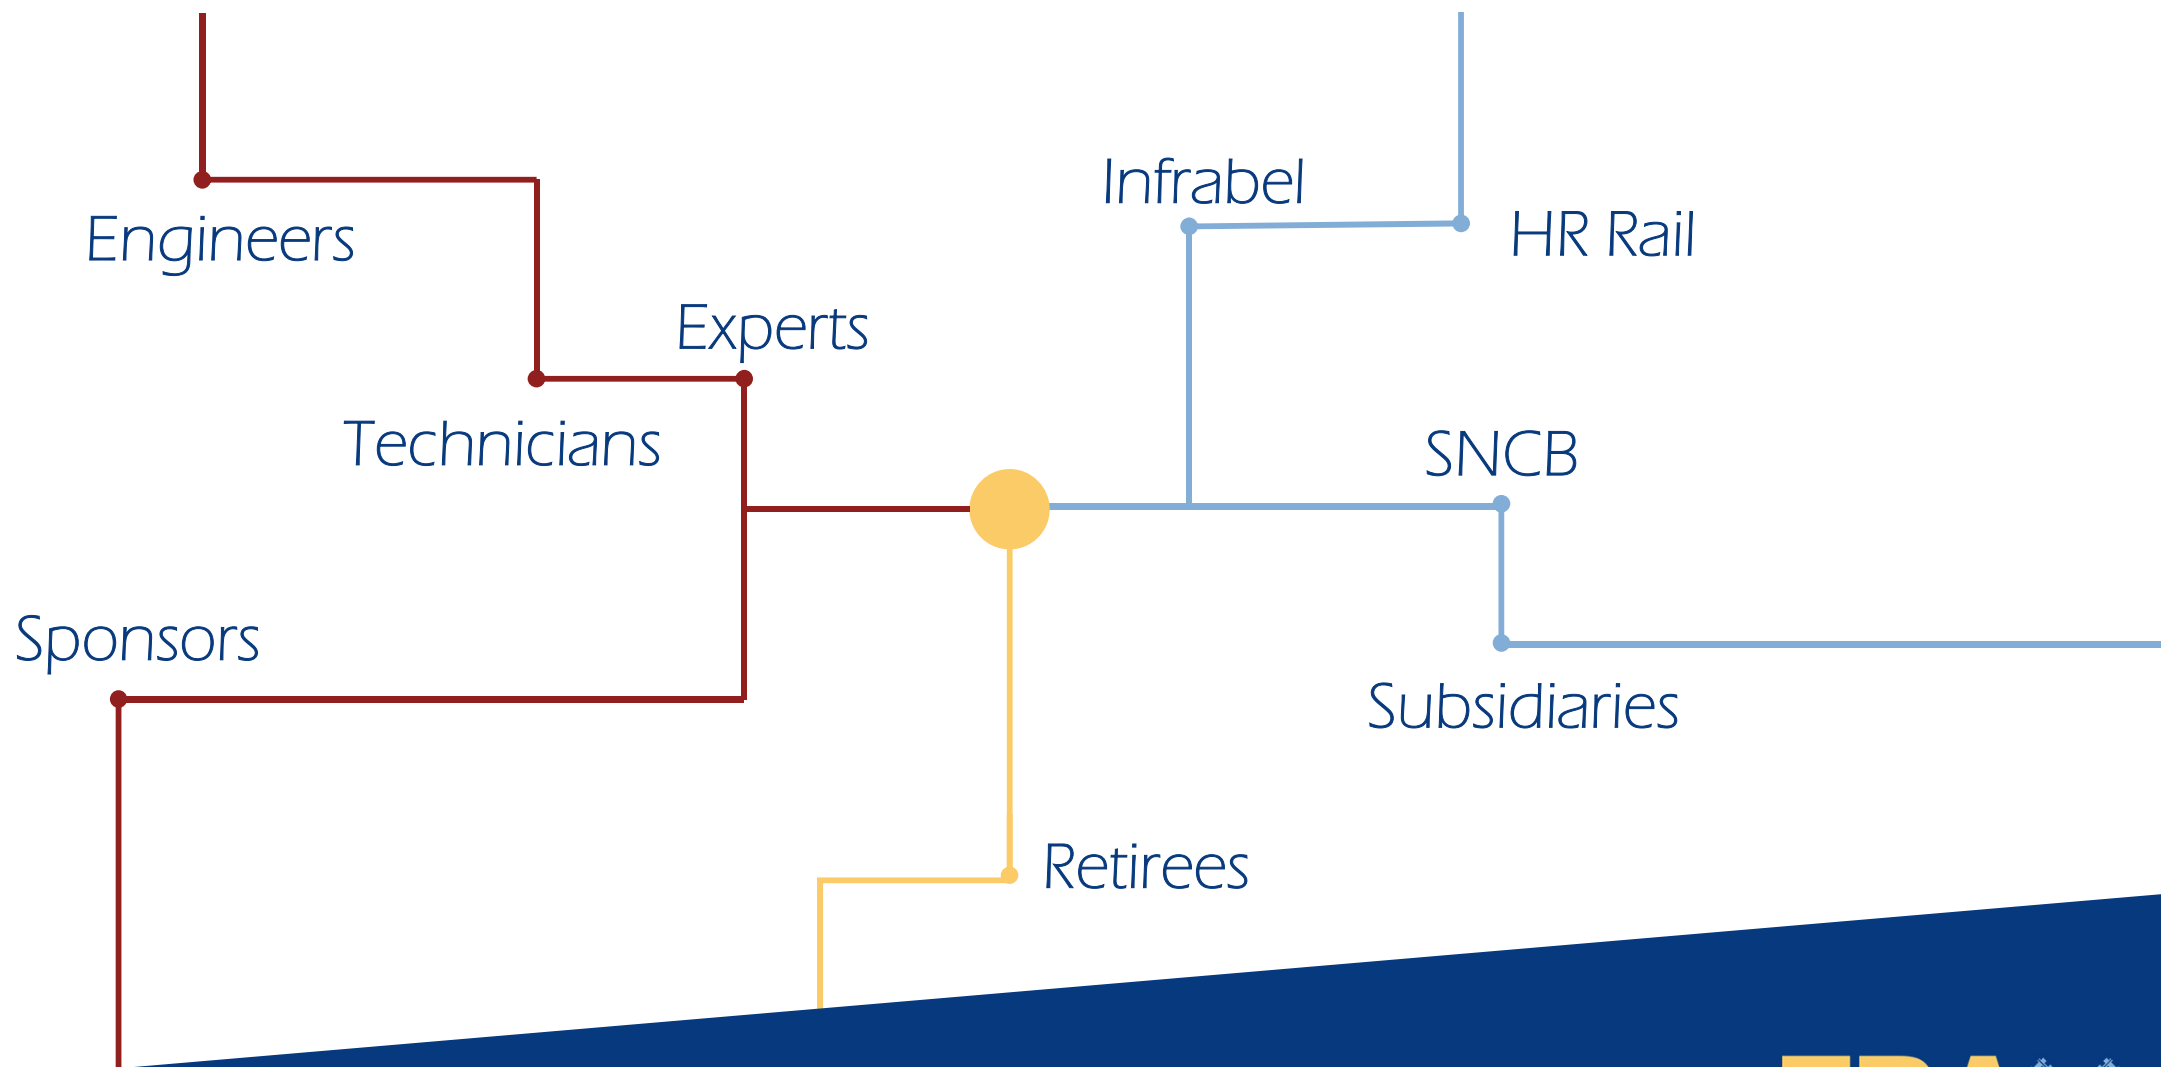 Infrabel
HR Rail
Engineers
Experts
Technicians
SNCB
Sponsors
Subsidiaries
Retirees